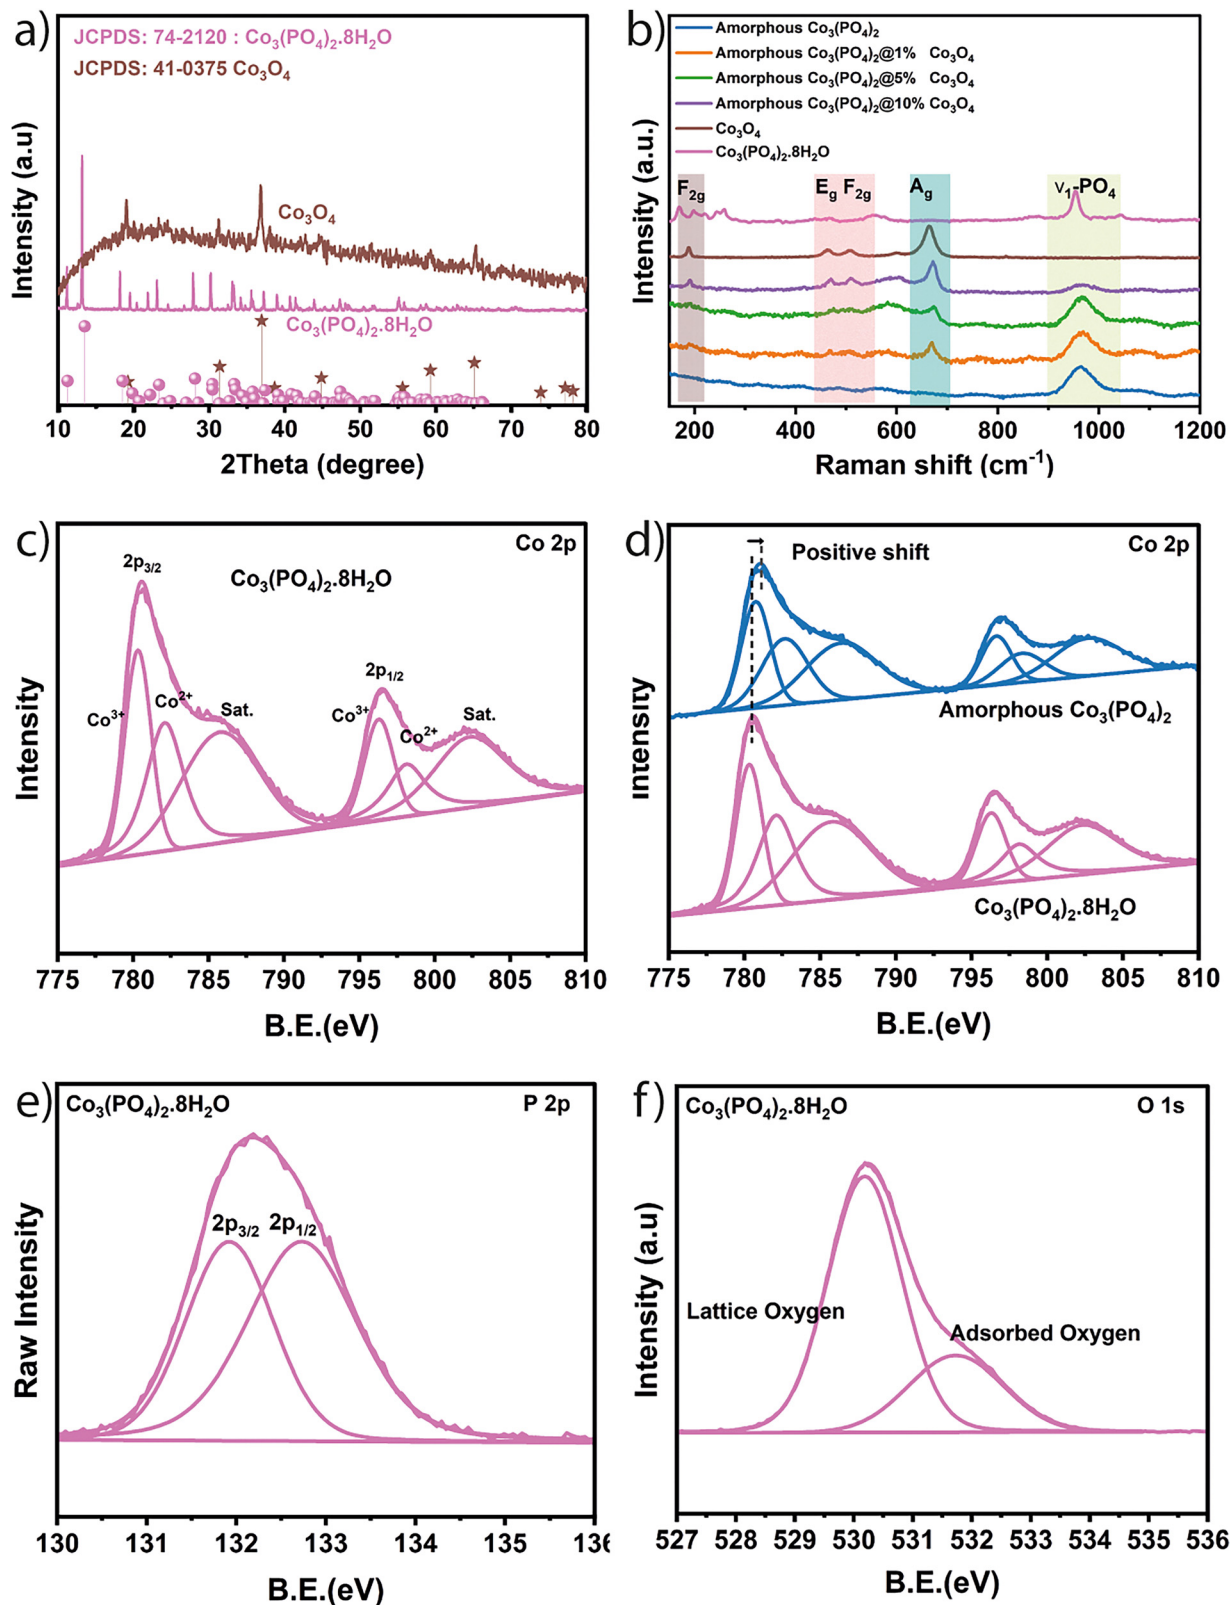 a)
JCPDS: 74-2120 : Co₃(PO₄)₂.8H₂O
JCPDS: 41-0375 Co₃O₄
Intensity (a.u)
Co₃O₄
Co₃(PO₄)₂.8H₂O
10 20 30 40 50 60 70 80
2Theta (degree)
b)
Amorphous Co₃(PO₄)₂
Amorphous Co₃(PO₄)₂@1% Co₃O₄
Amorphous Co₃(PO₄)₂@5% Co₃O₄
Amorphous Co₃(PO₄)₂@10% Co₃O₄
Co₃O₄
Co₃(PO₄)₂.8H₂O
Intensity (a.u.)
F₂g Eg F₂g Ag ν₁-PO₄
200 400 600 800 1000 1200
Raman shift (cm⁻¹)
c)
Co 2p
2p₃/₂
Co₃(PO₄)₂.8H₂O
2p₁/₂
Co³⁺
Co²⁺
Sat.
Co³⁺
Co²⁺
Sat.
Intensity
775 780 785 790 795 800 805 810
B.E.(eV)
d)
Positive shift
Co 2p
Amorphous Co₃(PO₄)₂
Co₃(PO₄)₂.8H₂O
Intensity
775 780 785 790 795 800 805 810
B.E.(eV)
e)
Co₃(PO₄)₂.8H₂O
P 2p
2p₃/₂ 2p₁/₂
Raw Intensity
130 131 132 133 134 135 136
B.E.(eV)
f)
Co₃(PO₄)₂.8H₂O
O 1s
Lattice Oxygen
Adsorbed Oxygen
Intensity (a.u)
527 528 529 530 531 532 533 534 535 536
B.E.(eV)